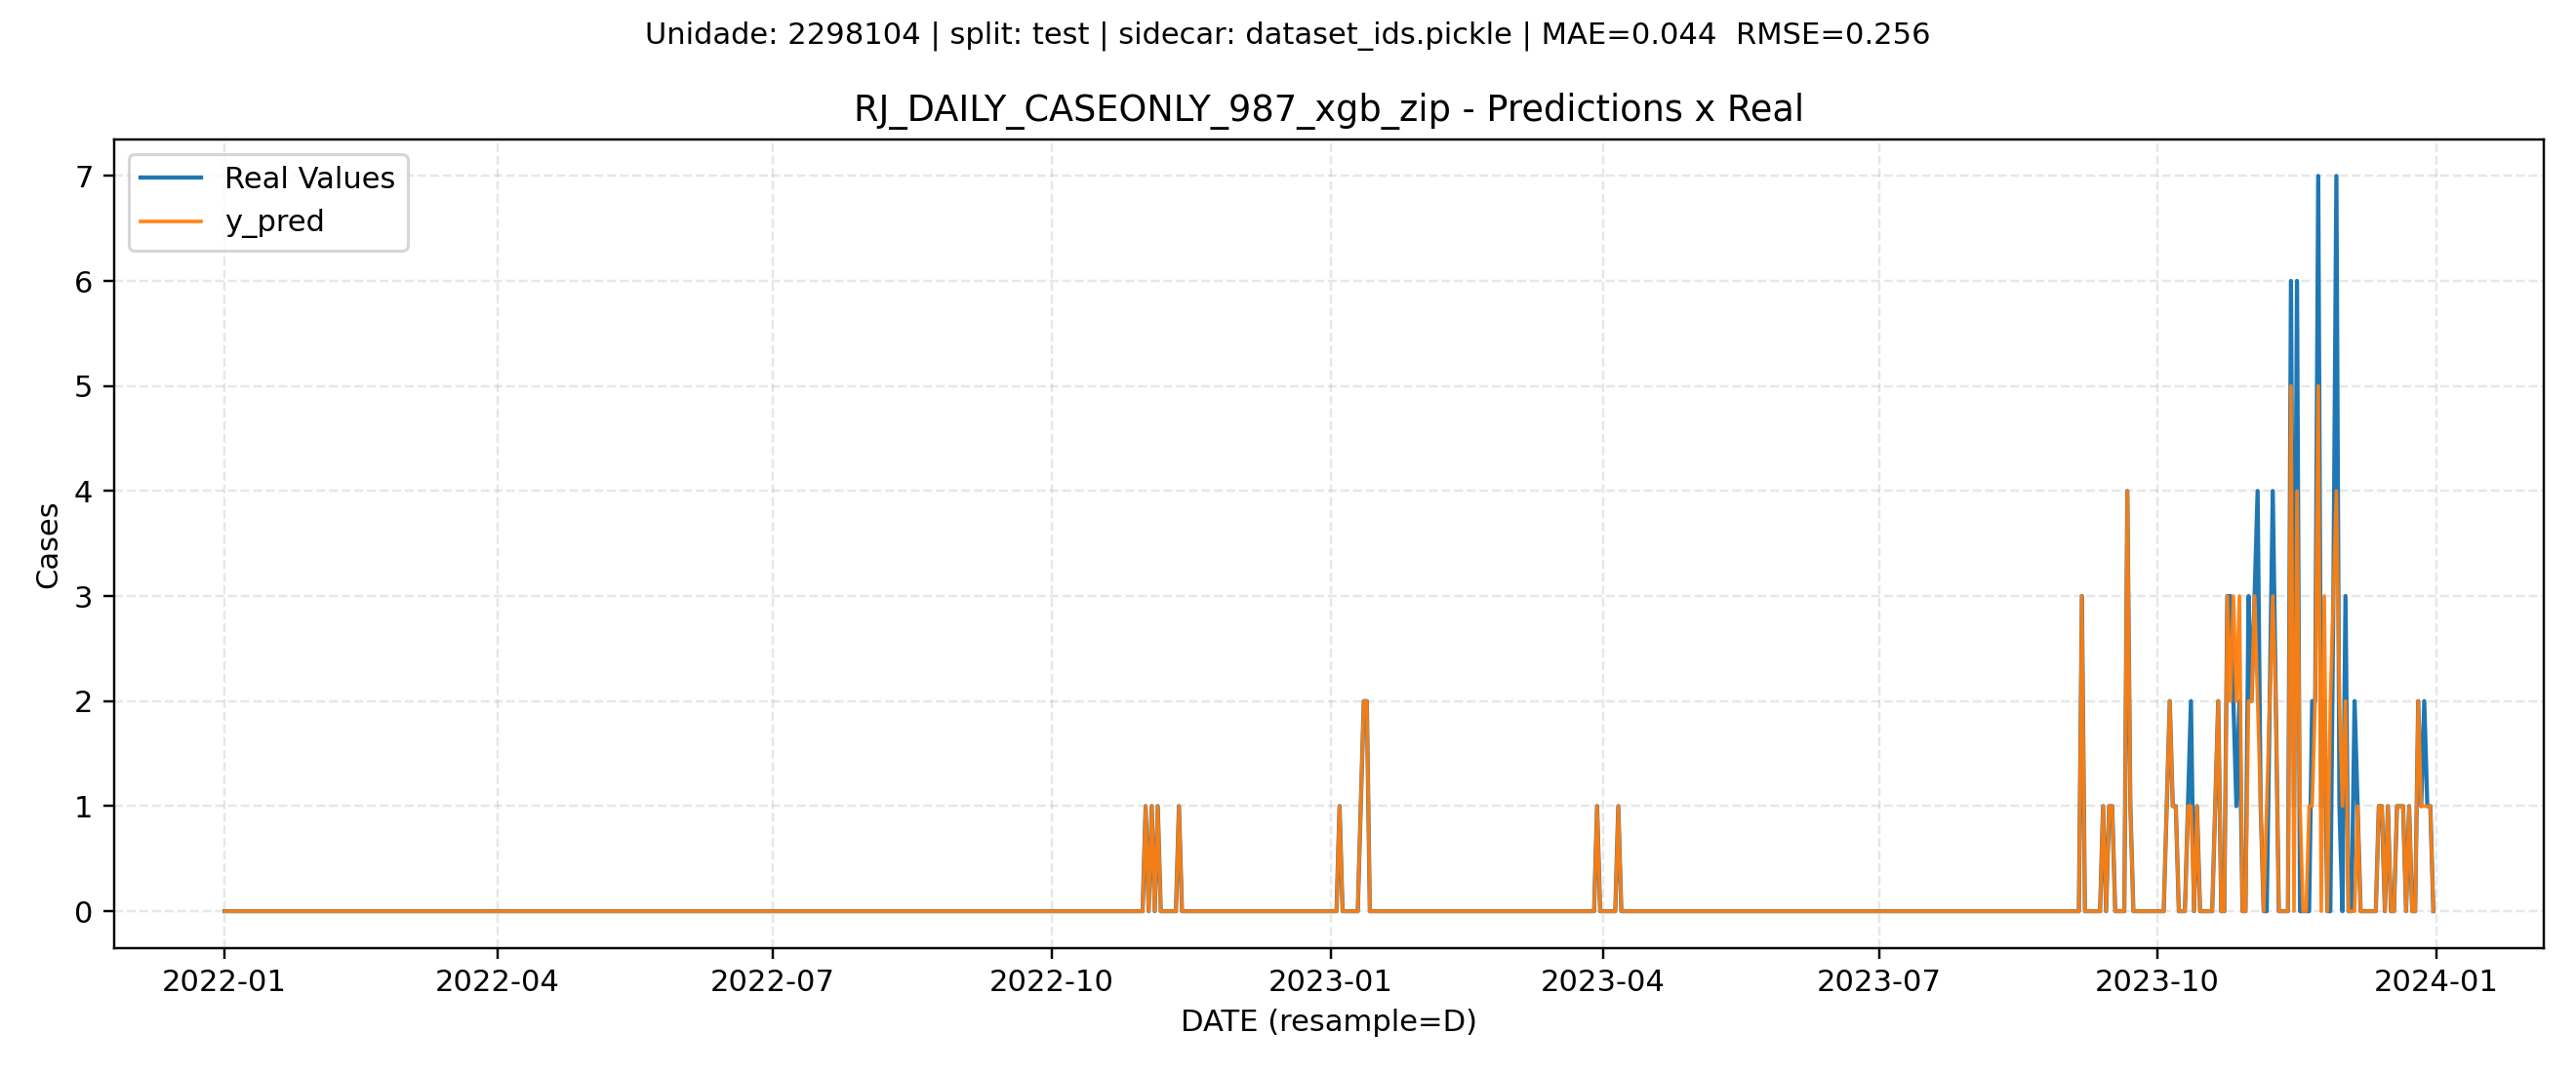 Unidade: 2298104 | split: test | sidecar: dataset_ids.pickle | MAE=0.044  RMSE=0.256
RJ_DAILY_CASEONLY_987_xgb_zip - Predictions x Real
Real Values
y_pred
7
6
5
4
3
2
1
0
Cases
2022-01
2022-04
2022-07
2022-10
2023-01
2023-04
2023-07
2023-10
2024-01
DATE (resample=D)